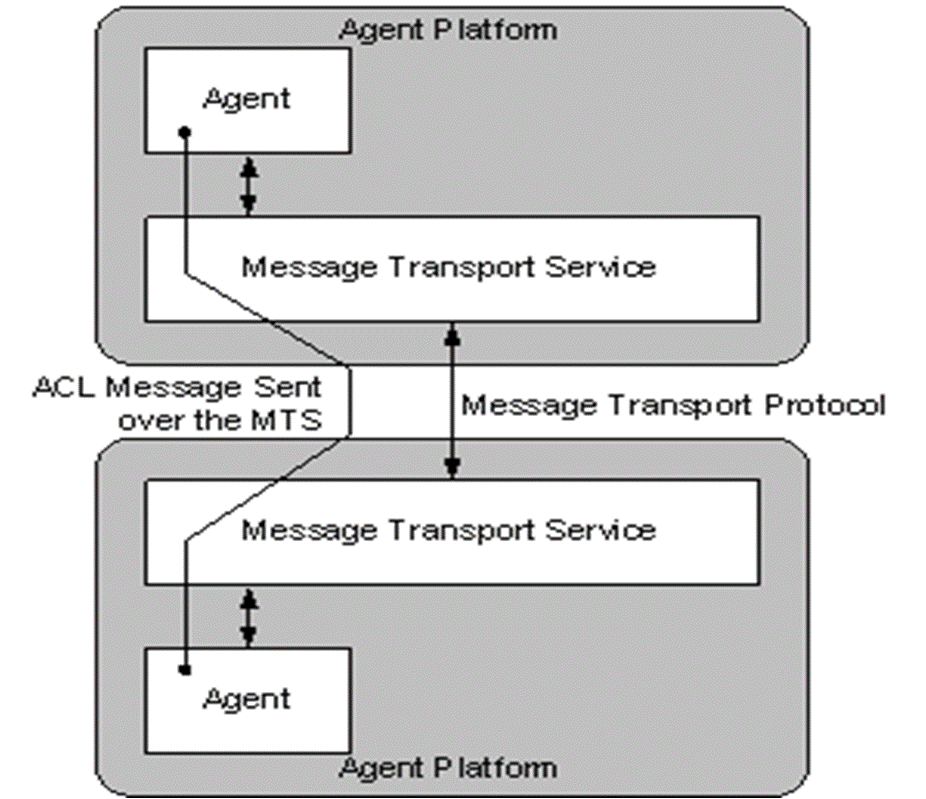 Agent Platform
Agent
Message Transport Service
ACL Message Sent
over the MTS
Message Transport Protocol
Message Transport Service
Agent
Agent Platform